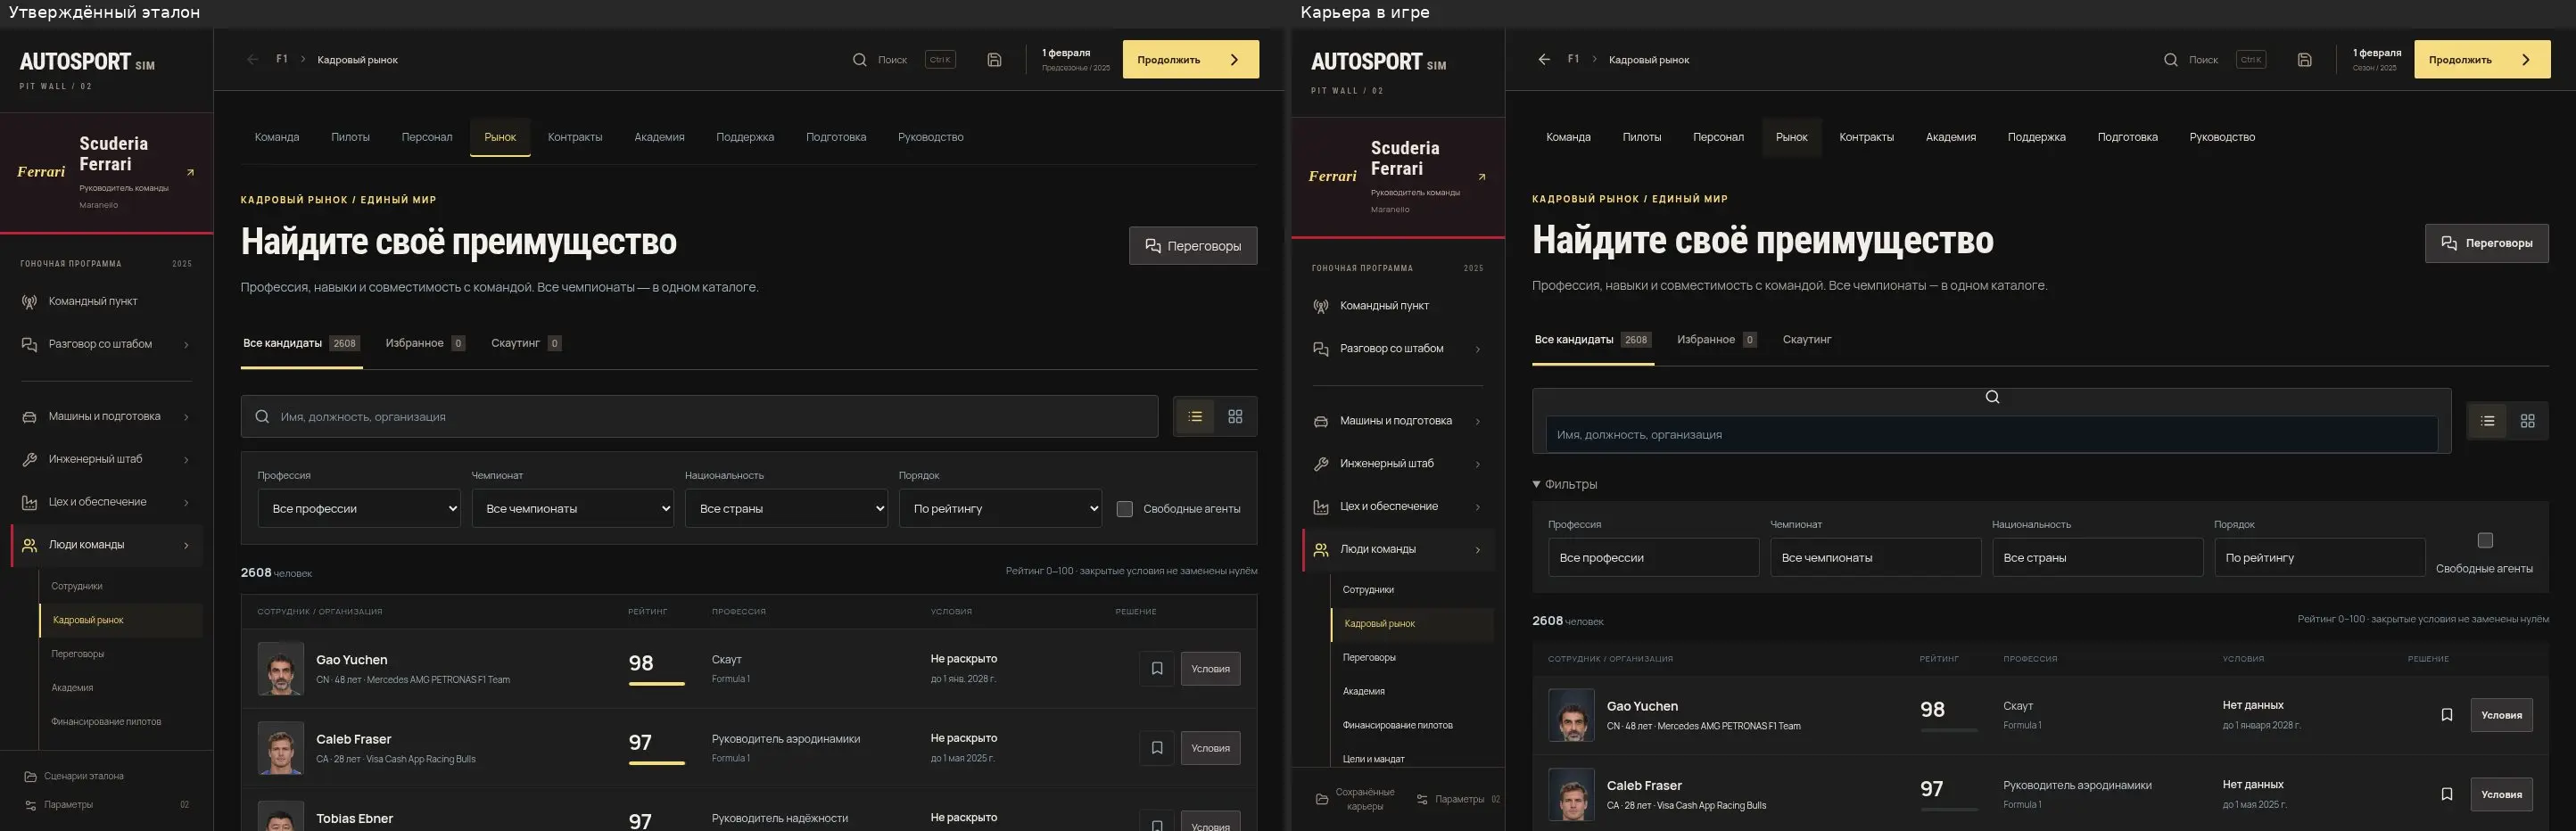 Утверждённый эталон
AUTOSPORT SIM
PIT WALL / 02
Ferrari
Scuderia
Ferrari
Руководитель команды
Maranello
ГОНОЧНАЯ ПРОГРАММА 2025
Командный пункт
Разговор со штабом
Машины и подготовка
Инженерный штаб
Цех и обеспечение
Люди команды
Сотрудники
Кадровый рынок
Переговоры
Академия
Финансирование пилотов
Сценарии эталона
Параметры 02
F1 Кадровый рынок
Поиск Ctrl K
1 февраля
Предсезонье / 2025
Продолжить
Команда Пилоты Персонал Рынок Контракты Академия Поддержка Подготовка Руководство
КАДРОВЫЙ РЫНОК / ЕДИНЫЙ МИР
Найдите своё преимущество
Переговоры
Профессия, навыки и совместимость с командой. Все чемпионаты — в одном каталоге.
Все кандидаты 2608 Избранное 0 Скаутинг 0
Имя, должность, организация
Профессия Чемпионат Национальность Порядок
Все профессии Все чемпионаты Все страны По рейтингу Свободные агенты
2608 человек Рейтинг 0–100 · закрытые условия не заменены нулём
СОТРУДНИК / ОРГАНИЗАЦИЯ РЕЙТИНГ ПРОФЕССИЯ УСЛОВИЯ РЕШЕНИЕ
Gao Yuchen 98 Скаут Не раскрыто Условия
CN · 48 лет · Mercedes AMG PETRONAS F1 Team Formula 1 до 1 янв. 2028 г.
Caleb Fraser 97 Руководитель аэродинамики Не раскрыто Условия
CA · 28 лет · Visa Cash App Racing Bulls Formula 1 до 1 мая 2025 г.
Tobias Ebner 97 Руководитель надёжности Не раскрыто Условия
Карьера в игре
AUTOSPORT SIM
PIT WALL / 02
Ferrari
Scuderia
Ferrari
Руководитель команды
Maranello
ГОНОЧНАЯ ПРОГРАММА 2025
Командный пункт
Разговор со штабом
Машины и подготовка
Инженерный штаб
Цех и обеспечение
Люди команды
Сотрудники
Кадровый рынок
Переговоры
Академия
Финансирование пилотов
Цели и мандат
Сохранённые
карьеры
Параметры 02
F1 Кадровый рынок
Поиск Ctrl K
1 февраля
Сезон / 2025
Продолжить
Команда Пилоты Персонал Рынок Контракты Академия Поддержка Подготовка Руководство
КАДРОВЫЙ РЫНОК / ЕДИНЫЙ МИР
Найдите своё преимущество
Переговоры
Профессия, навыки и совместимость с командой. Все чемпионаты — в одном каталоге.
Все кандидаты 2608 Избранное 0 Скаутинг
Имя, должность, организация
Фильтры
Профессия Чемпионат Национальность Порядок
Все профессии Все чемпионаты Все страны По рейтингу
Свободные агенты
2608 человек Рейтинг 0–100 · закрытые условия не заменены нулём
СОТРУДНИК / ОРГАНИЗАЦИЯ РЕЙТИНГ ПРОФЕССИЯ УСЛОВИЯ РЕШЕНИЕ
Gao Yuchen 98 Скаут Нет данных Условия
CN · 48 лет · Mercedes AMG PETRONAS F1 Team Formula 1 до 1 января 2028 г.
Caleb Fraser 97 Руководитель аэродинамики Нет данных Условия
CA · 28 лет · Visa Cash App Racing Bulls Formula 1 до 1 мая 2025 г.